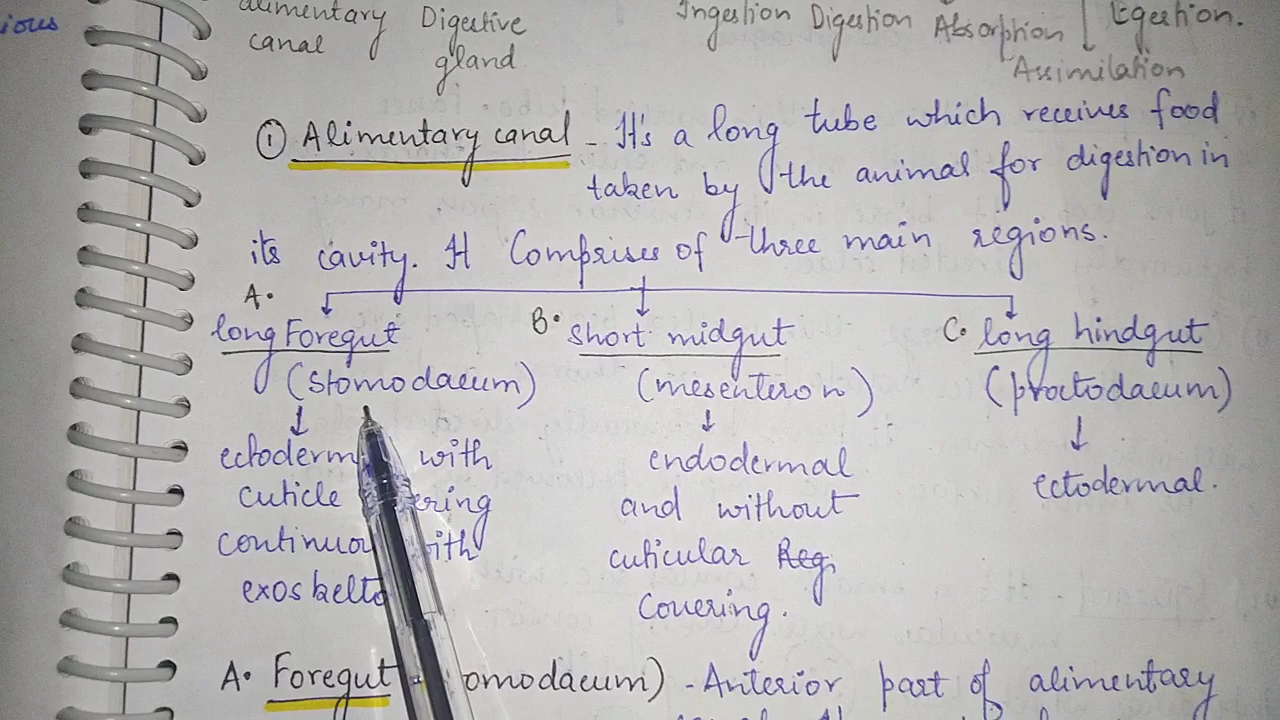 ious
alimentary Digestive Ingestion Digestion Absorption Egestion.
canal gland Assimilation
① Alimentary canal - It's a long tube which receives food
taken by the animal for digestion in
its cavity. It Comprises of three main regions.
A. B. C.
long Foregut short midgut long hindgut
(stomodaeum) (mesenteron) (proctodaeum)
ectoderm with endodermal ectodermal.
cuticle and without
continuo with cuticular Reg,
exoskelto covering.
A. Foregut omodaeum) - Anterior part of alimentary